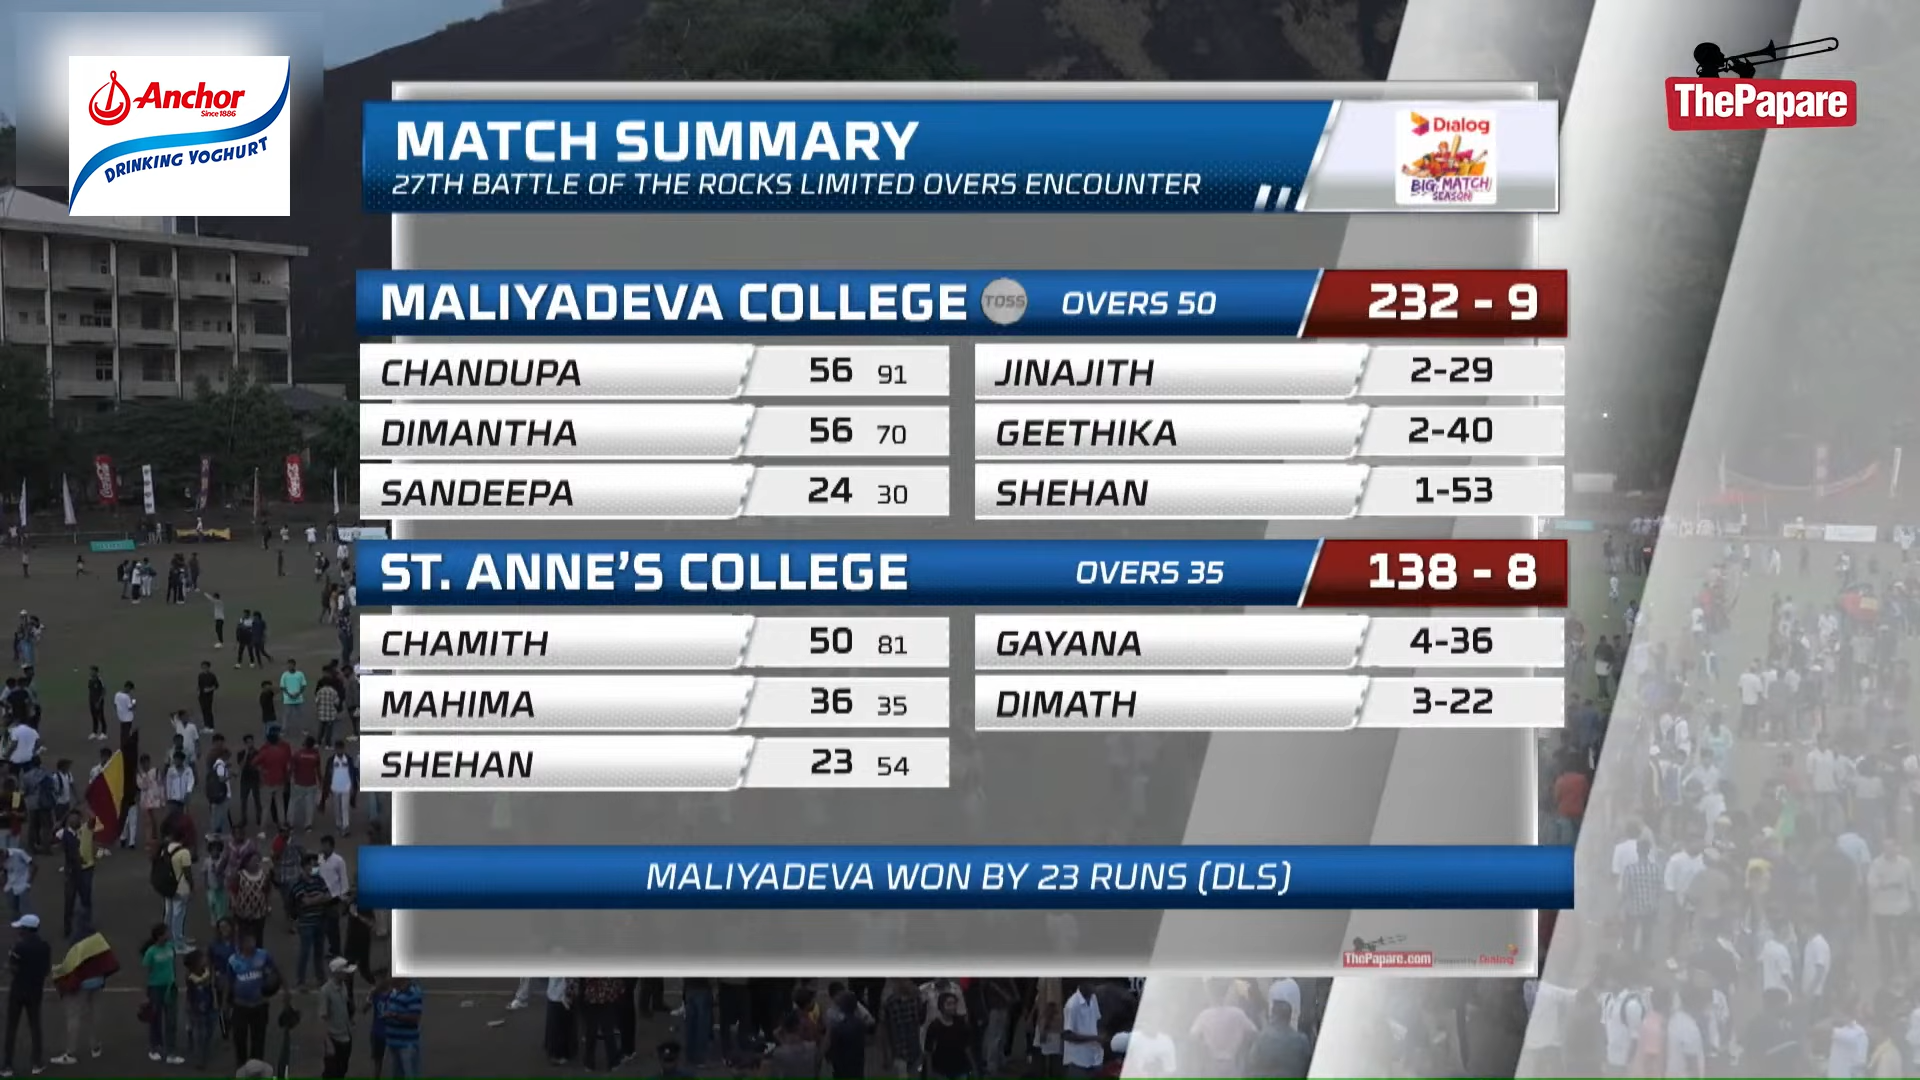 Anchor
Since 1886
DRINKING YOGHURT
ThePapare
MATCH SUMMARY
27TH BATTLE OF THE ROCKS LIMITED OVERS ENCOUNTER
Dialog
BIG MATCH
SEASON
MALIYADEVA COLLEGE TOSS OVERS 50 232 - 9
CHANDUPA 56 91 JINAJITH 2-29
DIMANTHA 56 70 GEETHIKA 2-40
SANDEEPA 24 30 SHEHAN 1-53
ST. ANNE'S COLLEGE OVERS 35 138 - 8
CHAMITH 50 81 GAYANA 4-36
MAHIMA 36 35 DIMATH 3-22
SHEHAN 23 54
MALIYADEVA WON BY 23 RUNS (DLS)
ThePapare.com Powered by Dialog